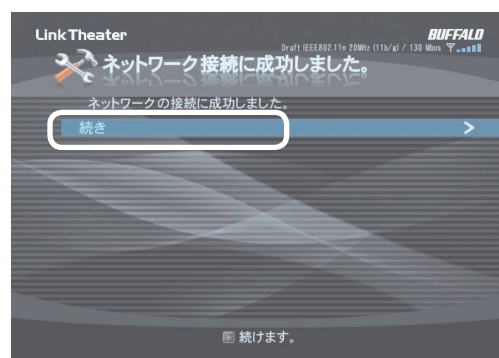 LinkTheater
BUFFALO
Draft IEEE802.11n 20MHz (11b/g) / 130 Mbps
ネットワーク接続に成功しました。
ネットワークの接続に成功しました。
続き
>
続けます。